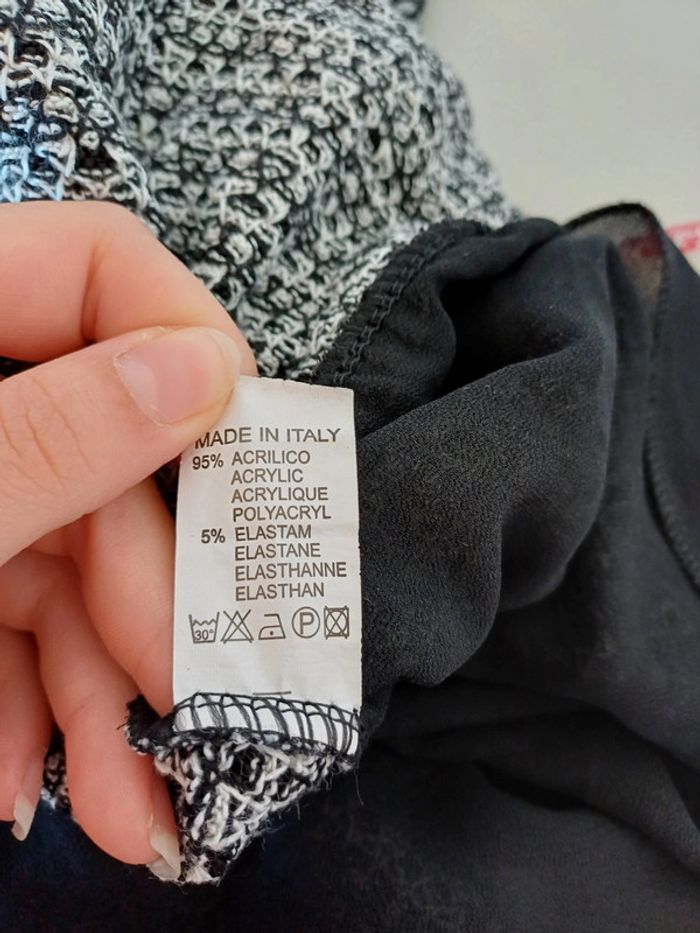 MADE IN ITALY
95% ACRILICO
ACRYLIC
ACRYLIQUE
POLYACRYL
5% ELASTAM
ELASTANE
ELASTHANNE
ELASTHAN
30° P